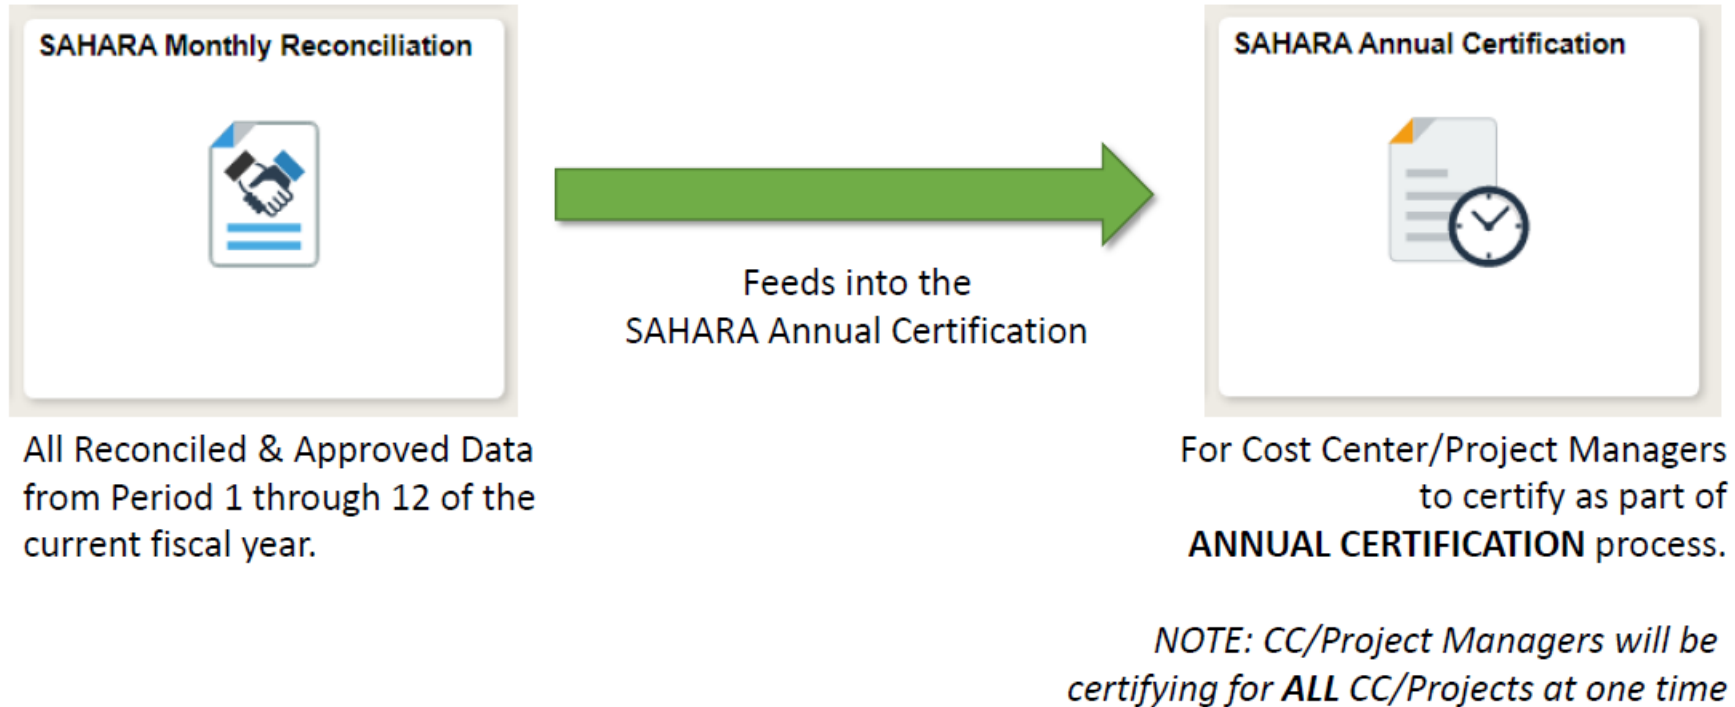 SAHARA Monthly Reconciliation
All Reconciled & Approved Data
from Period 1 through 12 of the
current fiscal year.
Feeds into the
SAHARA Annual Certification
SAHARA Annual Certification
For Cost Center/Project Managers
to certify as part of
ANNUAL CERTIFICATION process.
NOTE: CC/Project Managers will be
certifying for ALL CC/Projects at one time